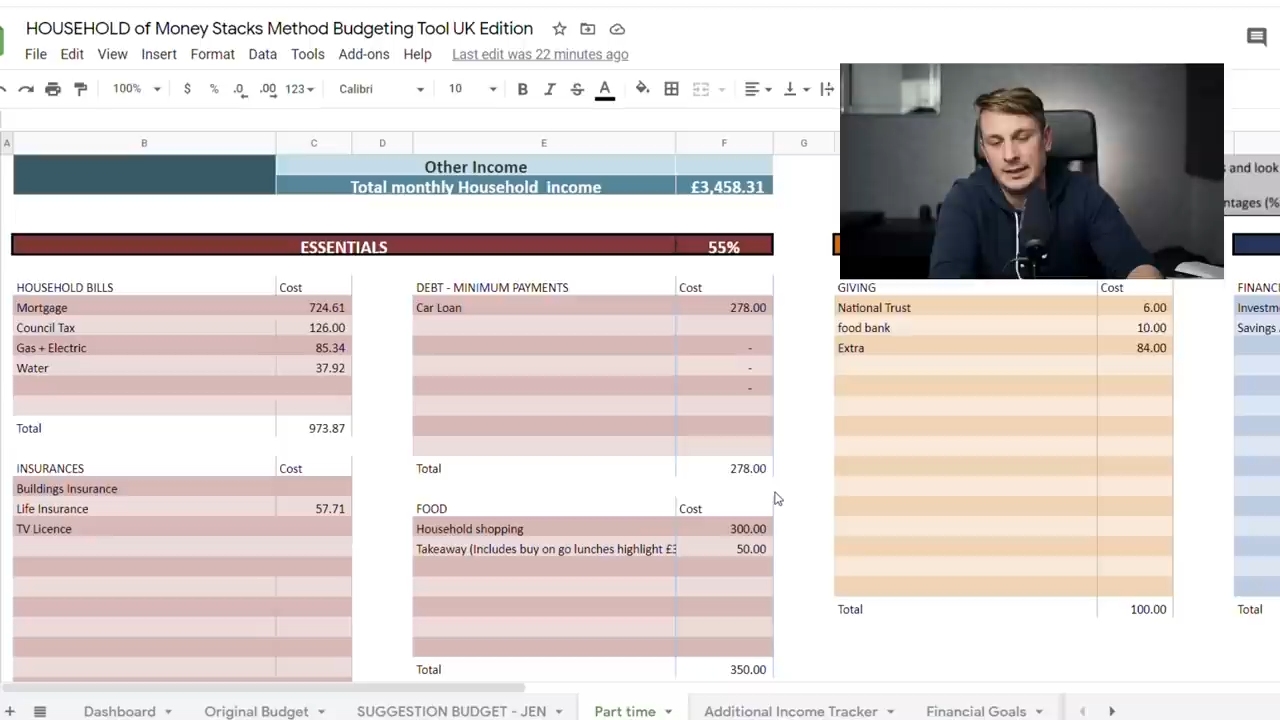 HOUSEHOLD of Money Stacks Method Budgeting Tool UK Edition
File Edit View Insert Format Data Tools Add-ons Help Last edit was 22 minutes ago
100% $ % .0 .00 123 Calibri 10 B I S A
A B C D E F G
Other Income
Total monthly Household income £3,458.31
s and look
ntages (%
ESSENTIALS 55%
HOUSEHOLD BILLS Cost DEBT - MINIMUM PAYMENTS Cost GIVING Cost FINANCI
Mortgage 724.61 Car Loan 278.00 National Trust 6.00 Investm
Council Tax 126.00 food bank 10.00 Savings
Gas + Electric 85.34 - Extra 84.00
Water 37.92 -
-
Total 973.87
INSURANCES Cost Total 278.00
Buildings Insurance
Life Insurance 57.71 FOOD Cost
TV Licence Household shopping 300.00
Takeaway (Includes buy on go lunches highlight £3 50.00
Total 100.00 Total
Total 350.00
+ Dashboard Original Budget SUGGESTION BUDGET - JEN Part time Additional Income Tracker Financial Goals